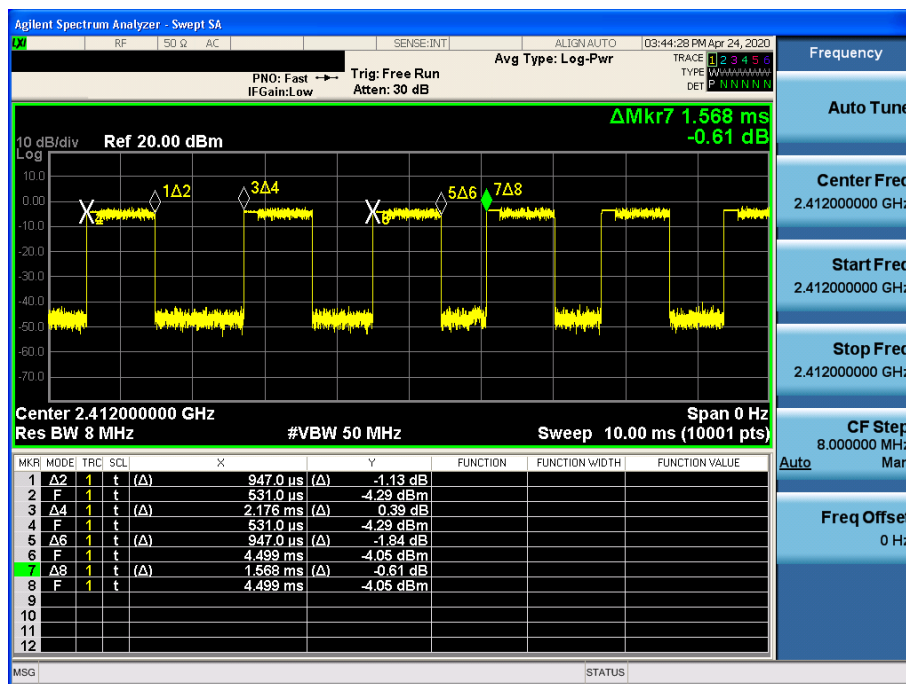 Agilent Spectrum Analyzer - Swept SA
LXI RF 50 Ω AC SENSE:INT ALIGN AUTO 03:44:28 PM Apr 24, 2020
Frequency
Avg Type: Log-Pwr
TRACE 1 2 3 4 5 6
PNO: Fast Trig: Free Run
TYPE WWWWWW
IFGain:Low Atten: 30 dB
DET P N N N N N
Auto Tune
ΔMkr7 1.568 ms
-0.61 dB
10 dB/div Ref 20.00 dBm
Log
10.0
0.00
-10.0
-20.0
-30.0
-40.0
-50.0
-60.0
-70.0
1Δ2 3Δ4 5Δ6 7Δ8
Center Freq
2.412000000 GHz
Start Freq
2.412000000 GHz
Stop Freq
2.412000000 GHz
Center 2.412000000 GHz Span 0 Hz
Res BW 8 MHz #VBW 50 MHz Sweep 10.00 ms (10001 pts)
CF Step
8.000000 MHz
Auto Man
Freq Offset
0 Hz
MKR MODE TRC SCL X Y FUNCTION FUNCTION WIDTH FUNCTION VALUE
1 Δ2 1 t (Δ) 947.0 µs (Δ) -1.13 dB
2 F 1 t 531.0 µs -4.29 dBm
3 Δ4 1 t (Δ) 2.176 ms (Δ) 0.39 dB
4 F 1 t 531.0 µs -4.29 dBm
5 Δ6 1 t (Δ) 947.0 µs (Δ) -1.84 dB
6 F 1 t 4.499 ms -4.05 dBm
7 Δ8 1 t (Δ) 1.568 ms (Δ) -0.61 dB
8 F 1 t 4.499 ms -4.05 dBm
9
10
11
12
MSG STATUS